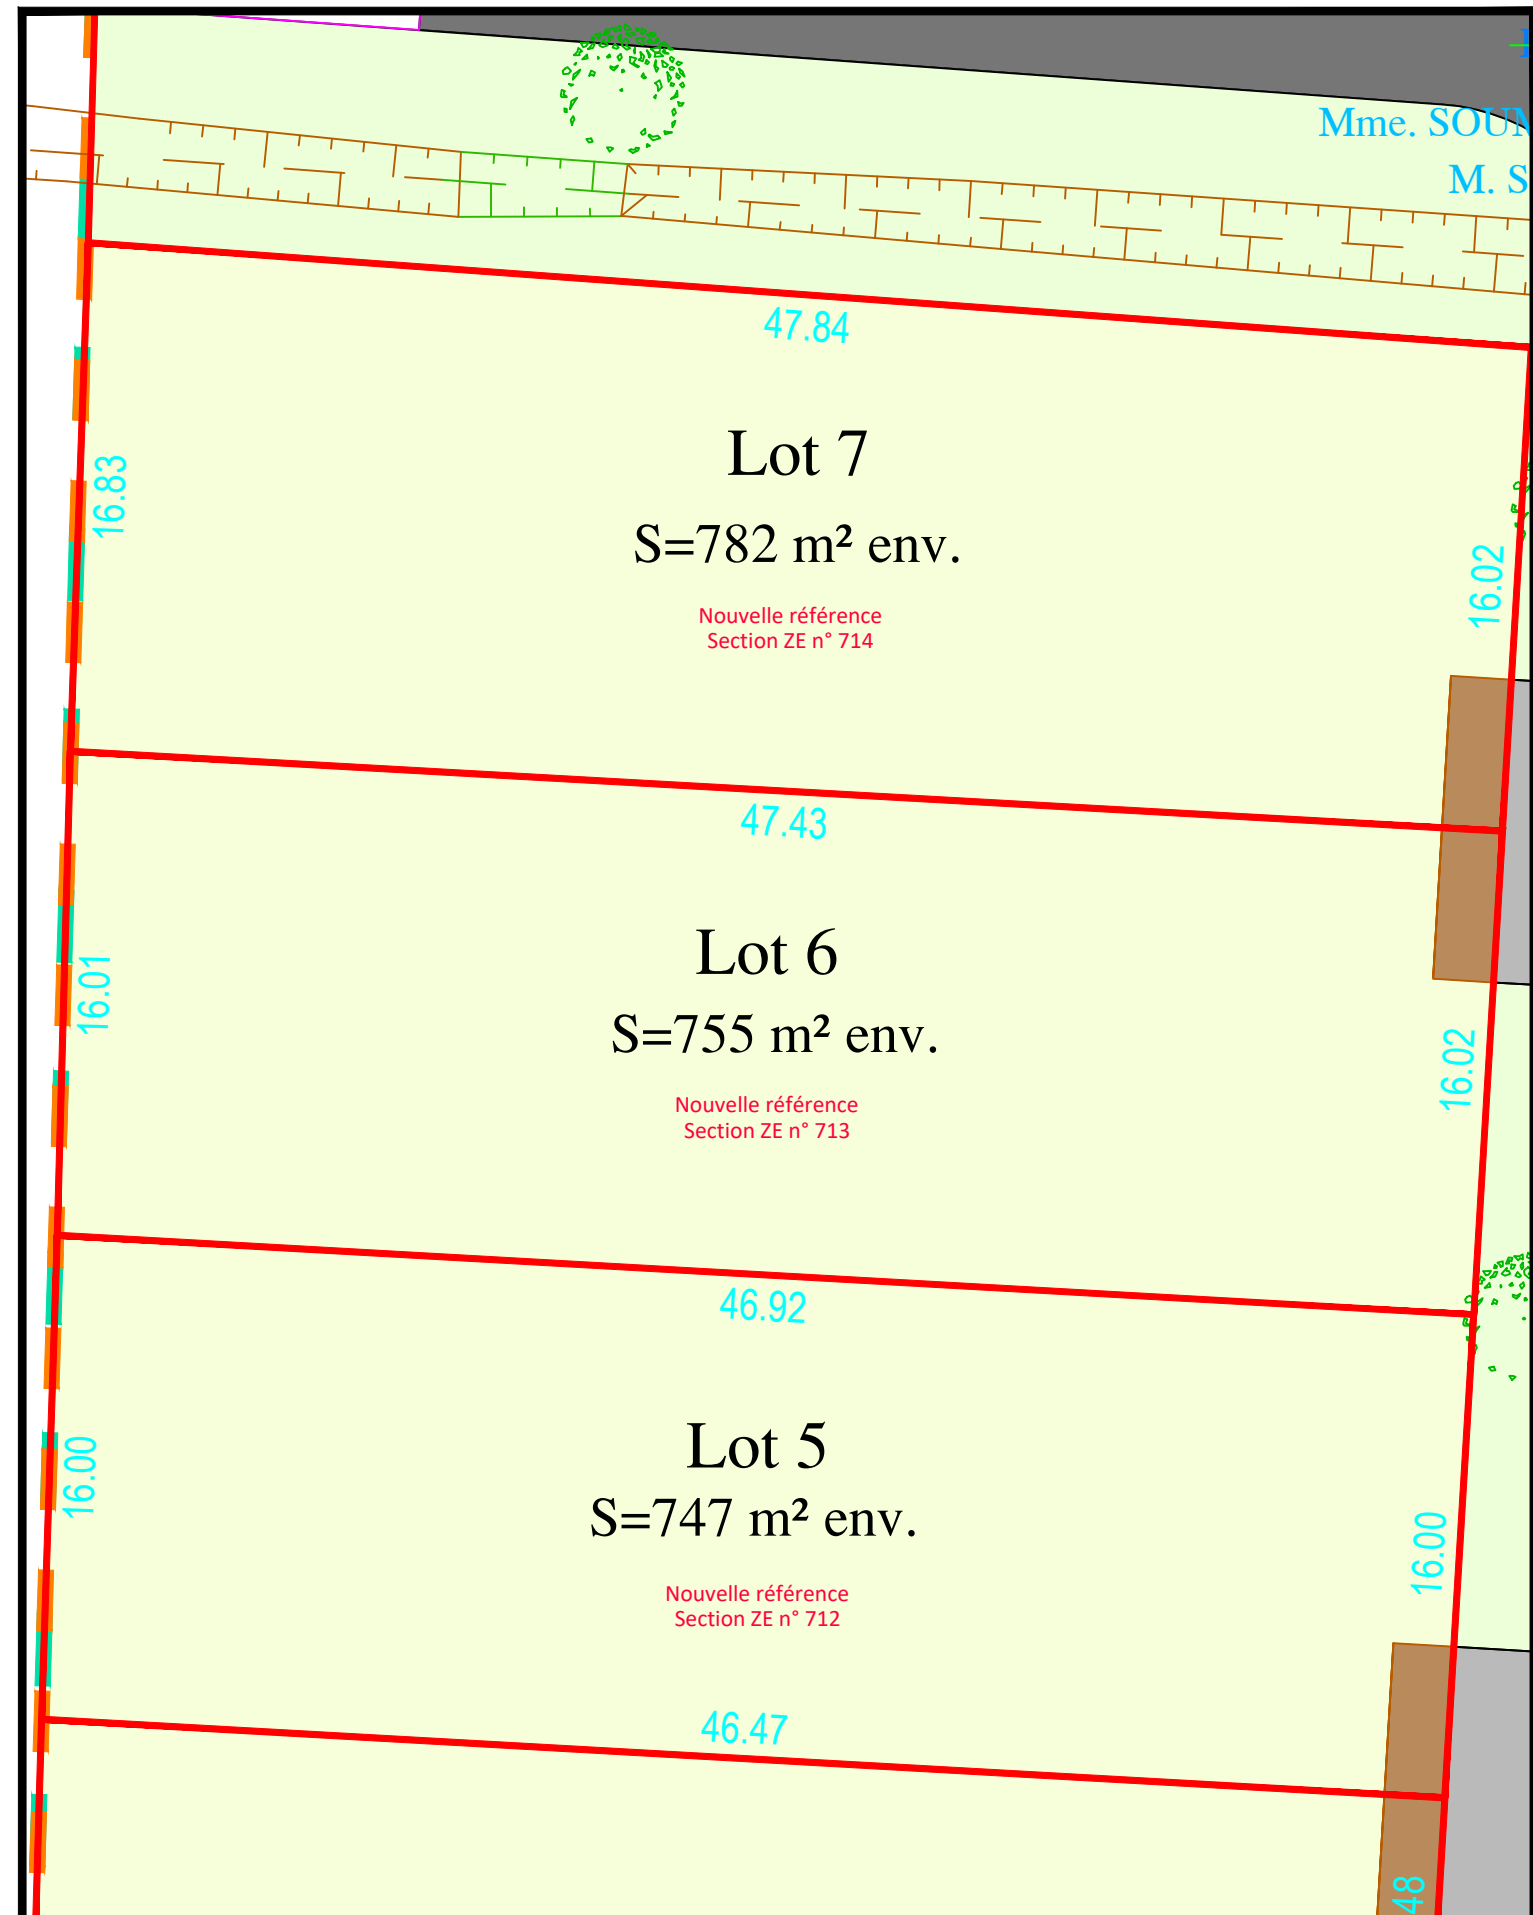 Mme.
M. S
47.84
Lot 7
16.83
S=782 m² env.
16.02
Nouvelle référence
Section ZE n° 714
47.43
Lot 6
16.01
S=755 m² env.
16.02
Nouvelle référence
Section ZE n° 713
46.92
Lot 5
16.00
S=747 m² env.
16.00
Nouvelle référence
Section ZE n° 712
46.47
48